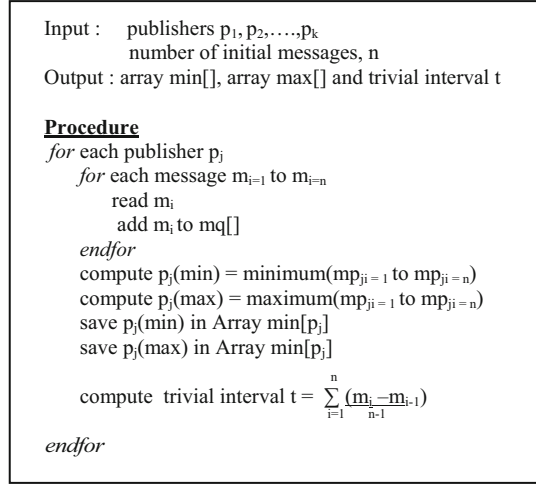 Input : publishers p₁, p₂,….,pₖ
number of initial messages, n
Output : array min[], array max[] and trivial interval t
Procedure
for each publisher pⱼ
for each message mᵢ₌₁ to mᵢ₌ₙ
read mᵢ
add mᵢ to mq[]
endfor
compute pⱼ(min) = minimum(mpⱼᵢ ₌ ₁ to mpⱼᵢ ₌ ₙ)
compute pⱼ(max) = maximum(mpⱼᵢ ₌ ₁ to mpⱼᵢ ₌ ₙ)
save pⱼ(min) in Array min[pⱼ]
save pⱼ(max) in Array min[pⱼ]
n
compute trivial interval t = ∑ (mᵢ –mᵢ₋₁)
i=1 n-1
endfor